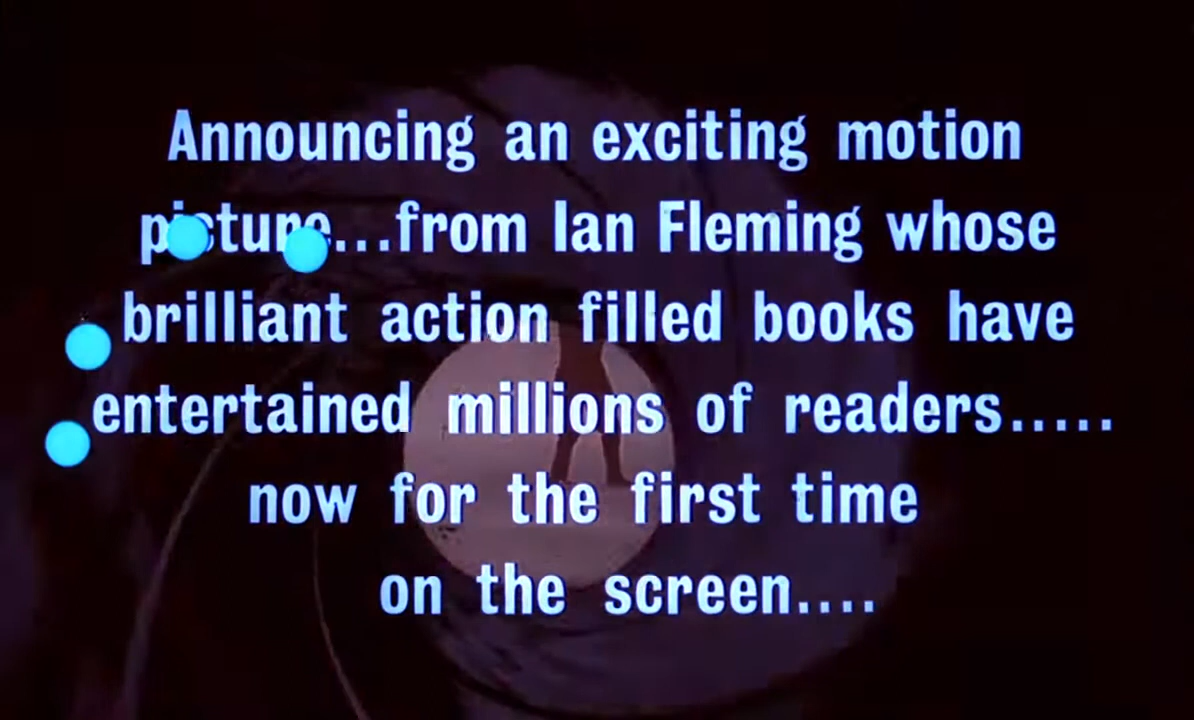 Announcing an exciting motion
picture...from Ian Fleming whose
brilliant action filled books have
entertained millions of readers.....
now for the first time
on the screen....